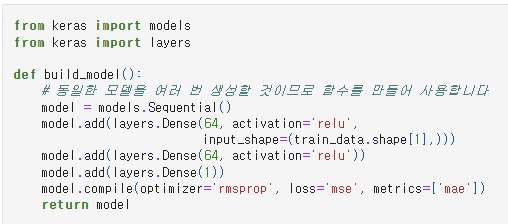 from keras import models
from keras import layers

def build_model():
    # 동일한 모델을 여러 번 생성할 것이므로 함수를 만들어 사용합니다
    model = models.Sequential()
    model.add(layers.Dense(64, activation='relu',
                           input_shape=(train_data.shape[1],)))
    model.add(layers.Dense(64, activation='relu'))
    model.add(layers.Dense(1))
    model.compile(optimizer='rmsprop', loss='mse', metrics=['mae'])
    return model